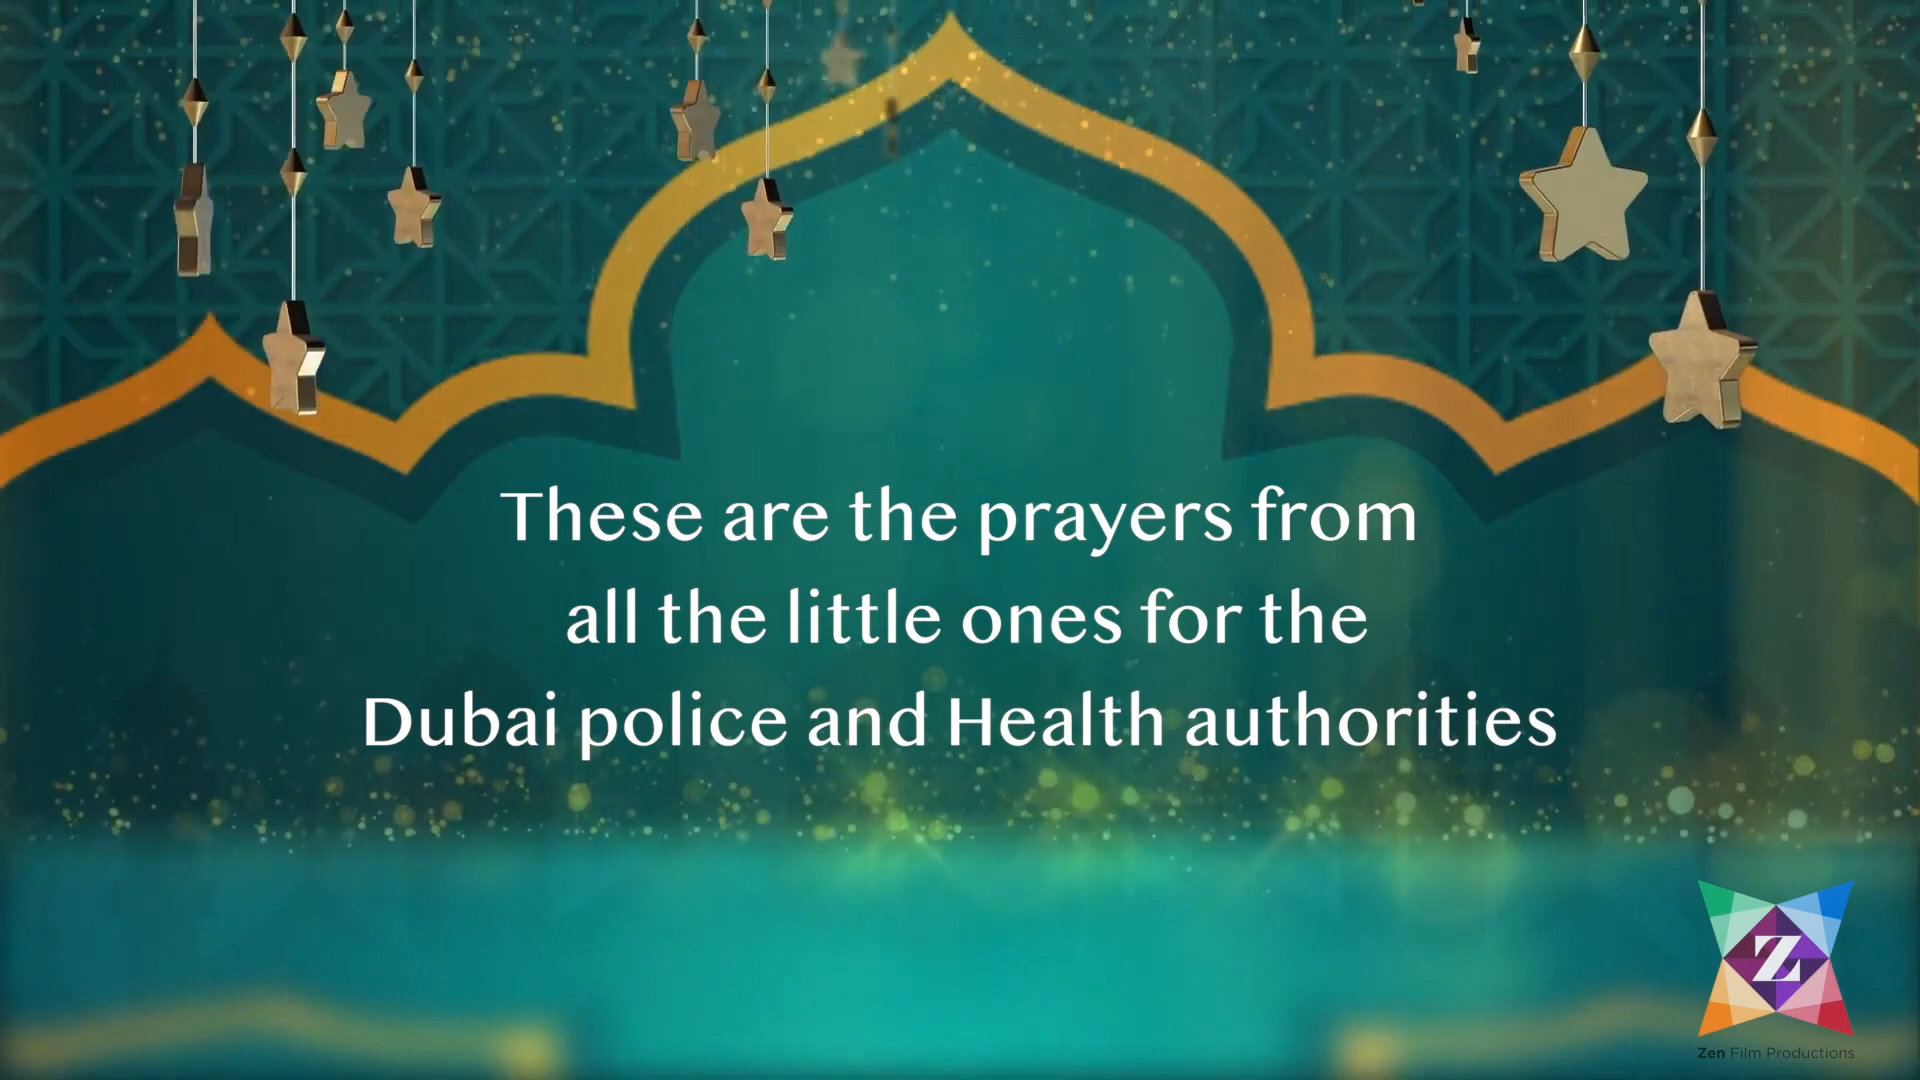 These are the prayers from
all the little ones for the
Dubai police and Health authorities
Z
Zen Film Productions